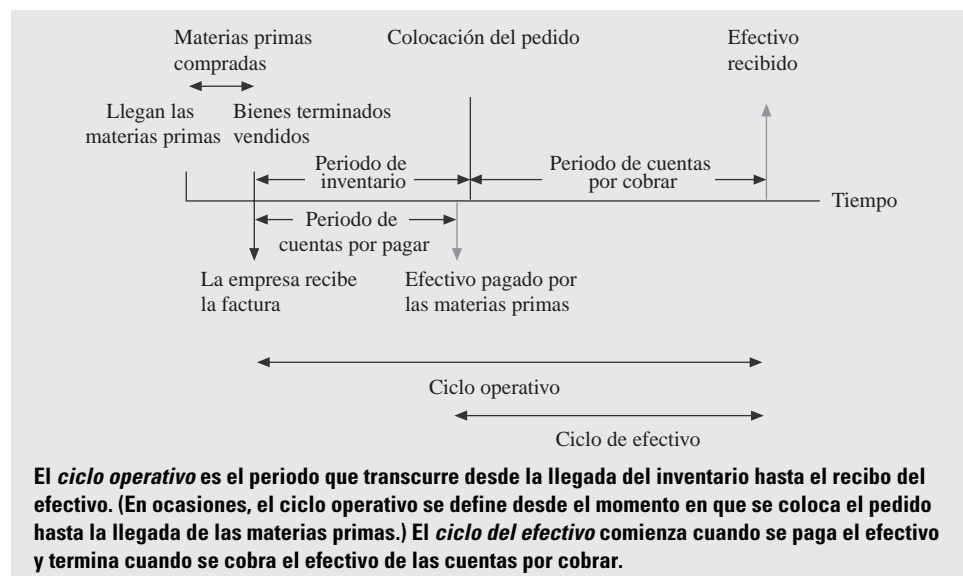 Materias primas
compradas
Colocación del pedido
Efectivo
recibido
Llegan las
materias primas
Bienes terminados
vendidos
Periodo de
inventario
Periodo de cuentas
por cobrar
Tiempo
Periodo de
cuentas por pagar
La empresa recibe
la factura
Efectivo pagado por
las materias primas
Ciclo operativo
Ciclo de efectivo
El ciclo operativo es el periodo que transcurre desde la llegada del inventario hasta el recibo del
efectivo. (En ocasiones, el ciclo operativo se define desde el momento en que se coloca el pedido
hasta la llegada de las materias primas.) El ciclo del efectivo comienza cuando se paga el efectivo
y termina cuando se cobra el efectivo de las cuentas por cobrar.